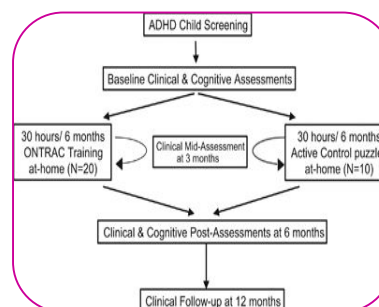 ADHD Child Screening
Baseline Clinical & Cognitive Assessments
30 hours/ 6 months
ONTRAC Training
at-home (N=20)
Clinical Mid-Assessment
at 3 months
30 hours/ 6 months
Active Control puzzle
at-home (N=10)
Clinical & Cognitive Post-Assessments at 6 months
Clinical Follow-up at 12 months